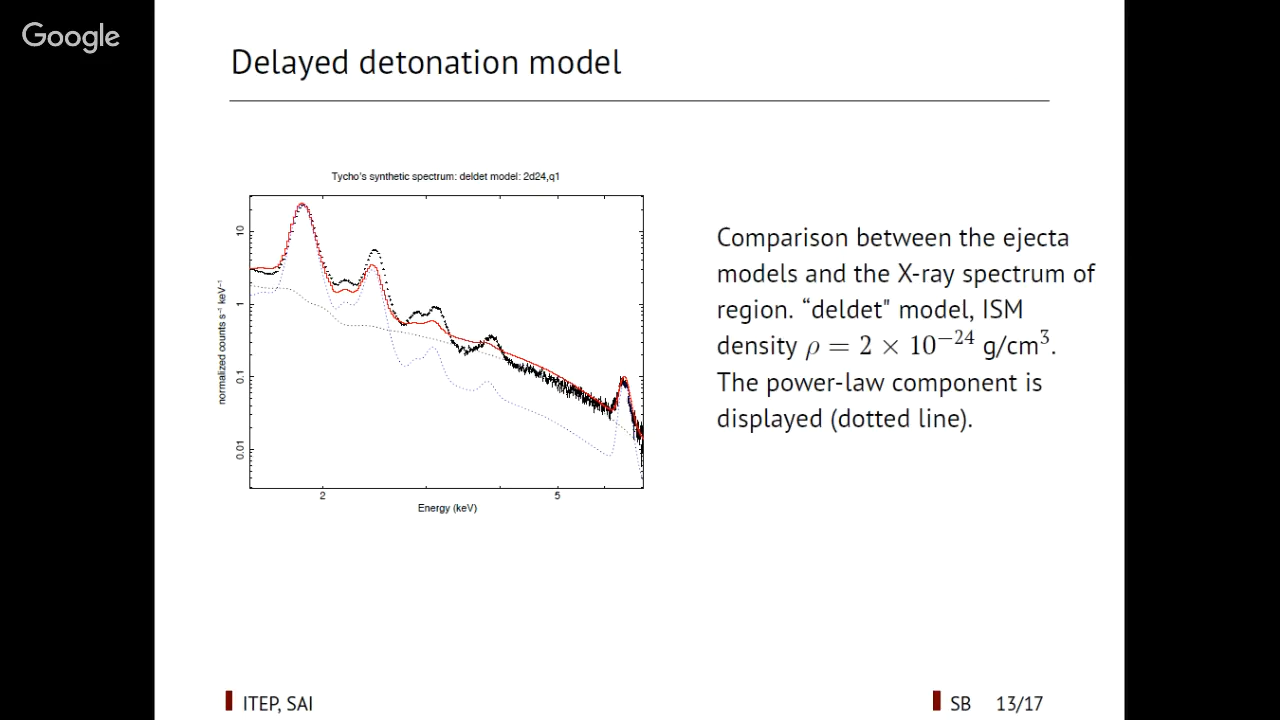 Google
Delayed detonation model
Tycho's synthetic spectrum: deldet model: 2d24,q1
10
1
0.1
0.01
normalized counts s⁻¹ keV⁻¹
2
5
Energy (keV)
Comparison between the ejecta
models and the X-ray spectrum of
region. “deldet" model, ISM
density ρ = 2 × 10⁻²⁴ g/cm³.
The power-law component is
displayed (dotted line).
ITEP, SAI
SB 13/17